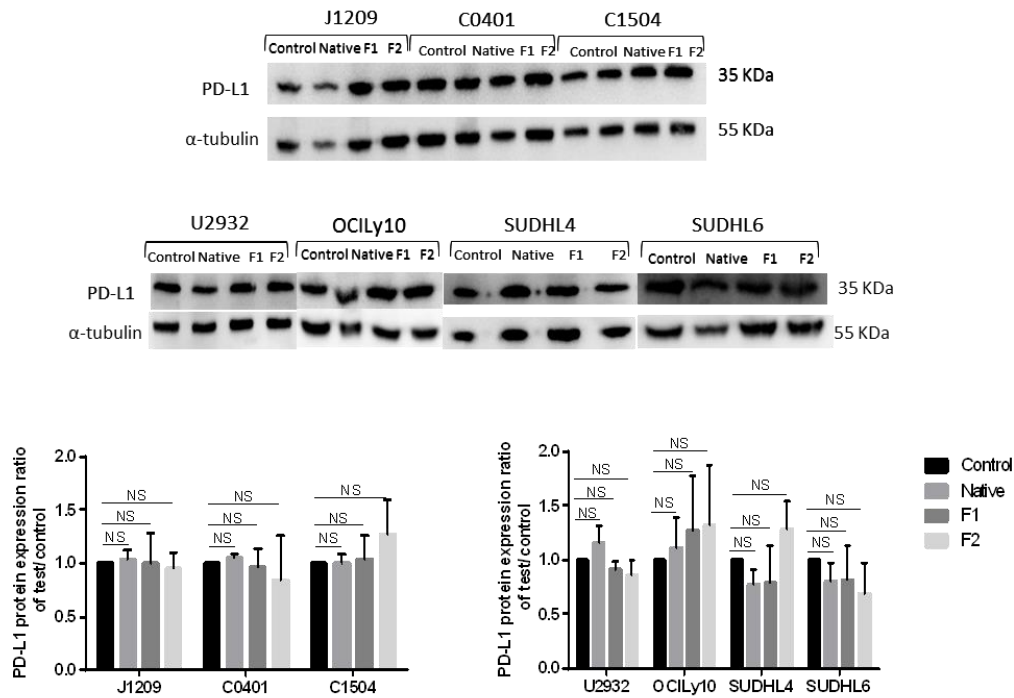 J1209 C0401 C1504
Control Native F1 F2 Control Native F1 F2 Control Native F1 F2
PD-L1 35 KDa
α-tubulin 55 KDa
U2932 OCILy10 SUDHL4 SUDHL6
Control Native F1 F2 Control Native F1 F2 Control Native F1 F2 Control Native F1 F2
PD-L1 35 KDa
α-tubulin 55 KDa
PD-L1 protein expression ratio
of test/control
2.0
1.5
1.0
0.5
0.0
NS NS NS
NS NS NS
NS NS NS
J1209 C0401 C1504
PD-L1 protein expression ratio
of test/control
2.0
1.5
1.0
0.5
0.0
NS NS NS NS
NS NS NS NS
NS NS NS NS
U2932 OCILy10 SUDHL4 SUDHL6
Control
Native
F1
F2